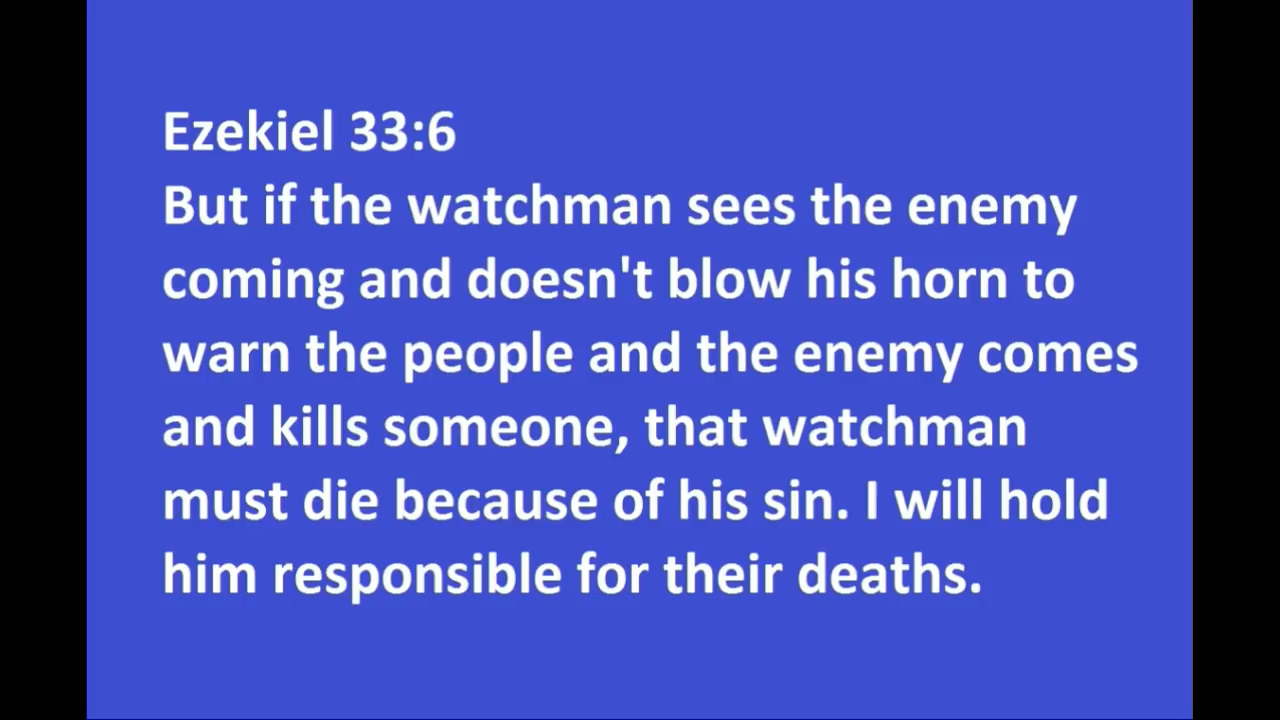 Ezekiel 33:6
But if the watchman sees the enemy
coming and doesn't blow his horn to
warn the people and the enemy comes
and kills someone, that watchman
must die because of his sin. I will hold
him responsible for their deaths.